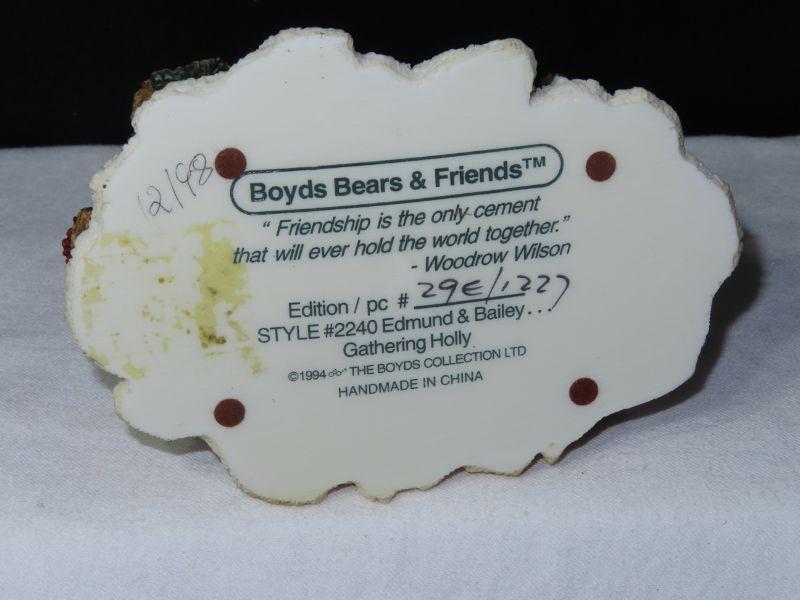 12/98
Boyds Bears & Friends™
“ Friendship is the only cement
that will ever hold the world together.”
- Woodrow Wilson
Edition / pc # 29E/1227
STYLE #2240 Edmund & Bailey...
Gathering Holly
©1994 THE BOYDS COLLECTION LTD
HANDMADE IN CHINA